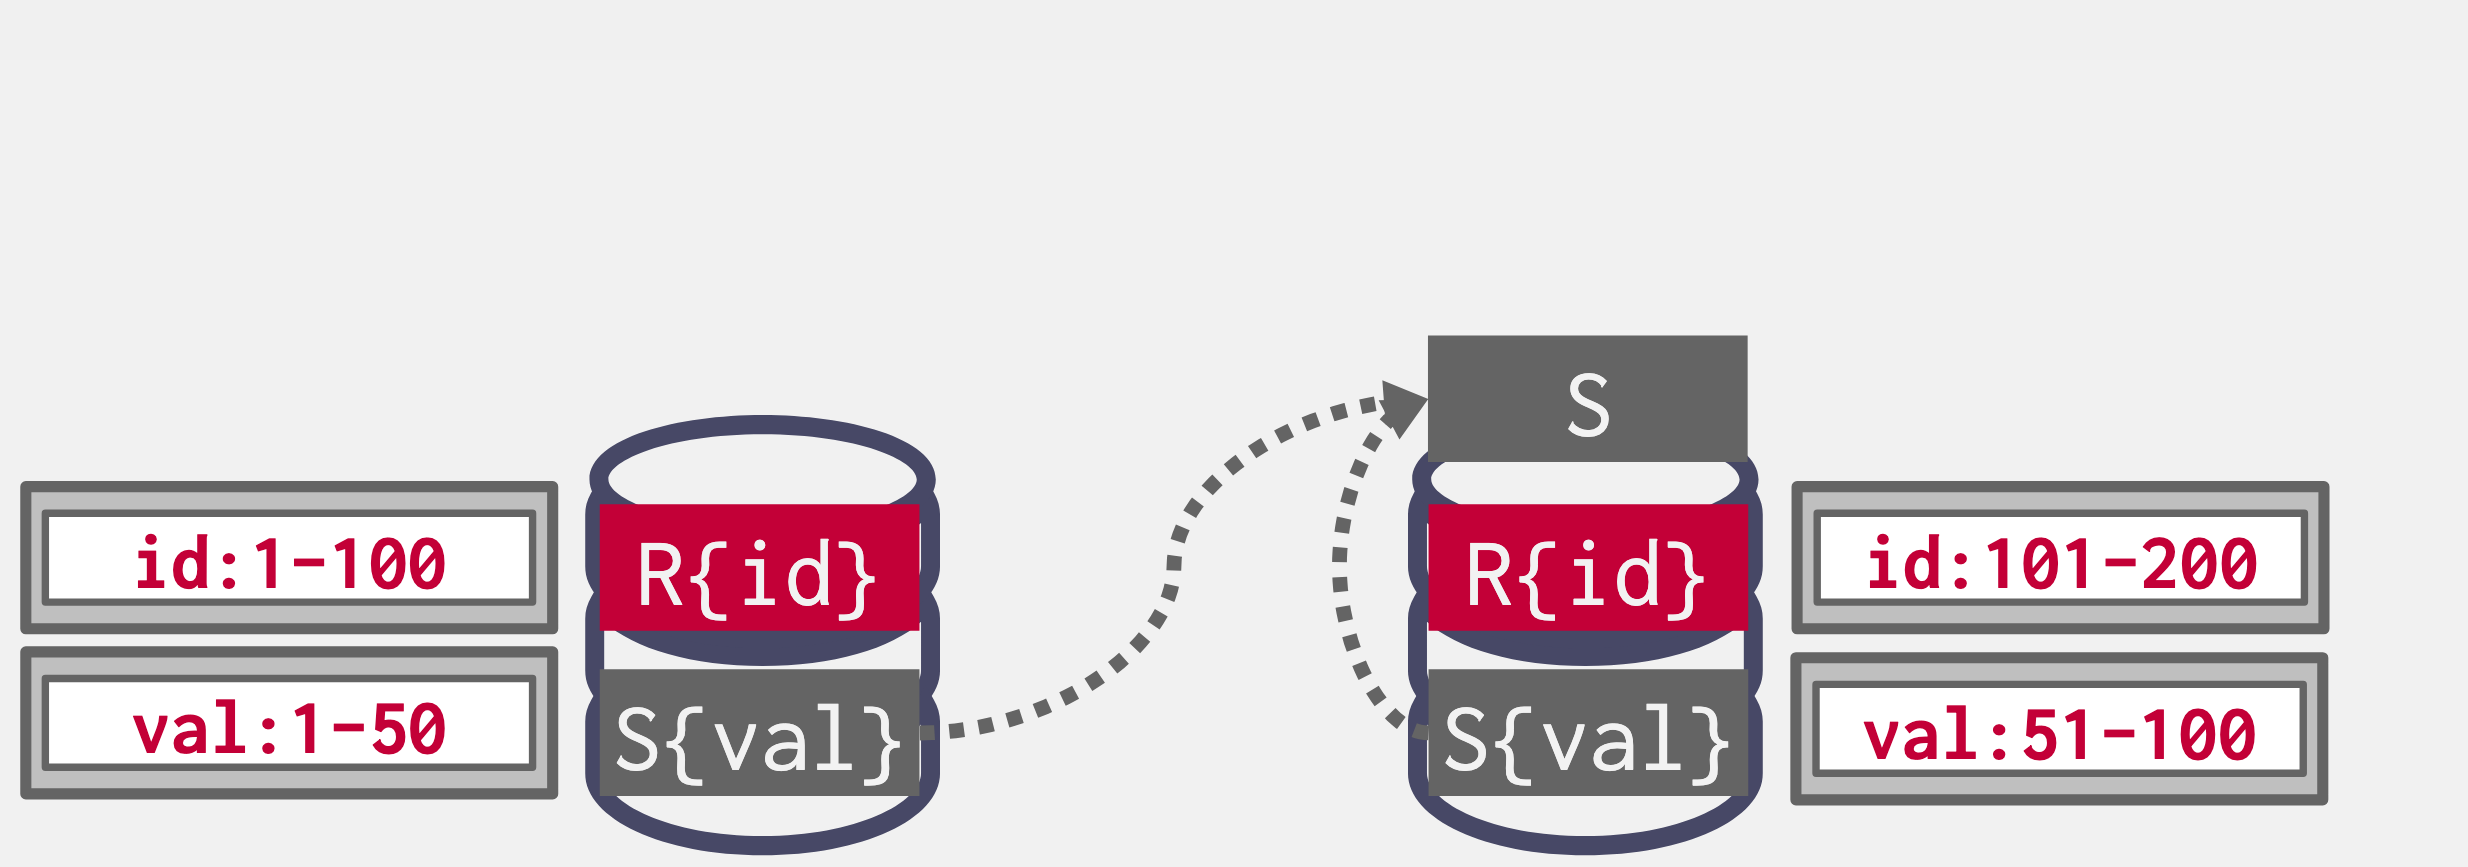 S
id:1-100
R{id}
R{id}
id:101-200
val:1-50
S{val}
S{val}
val:51-100